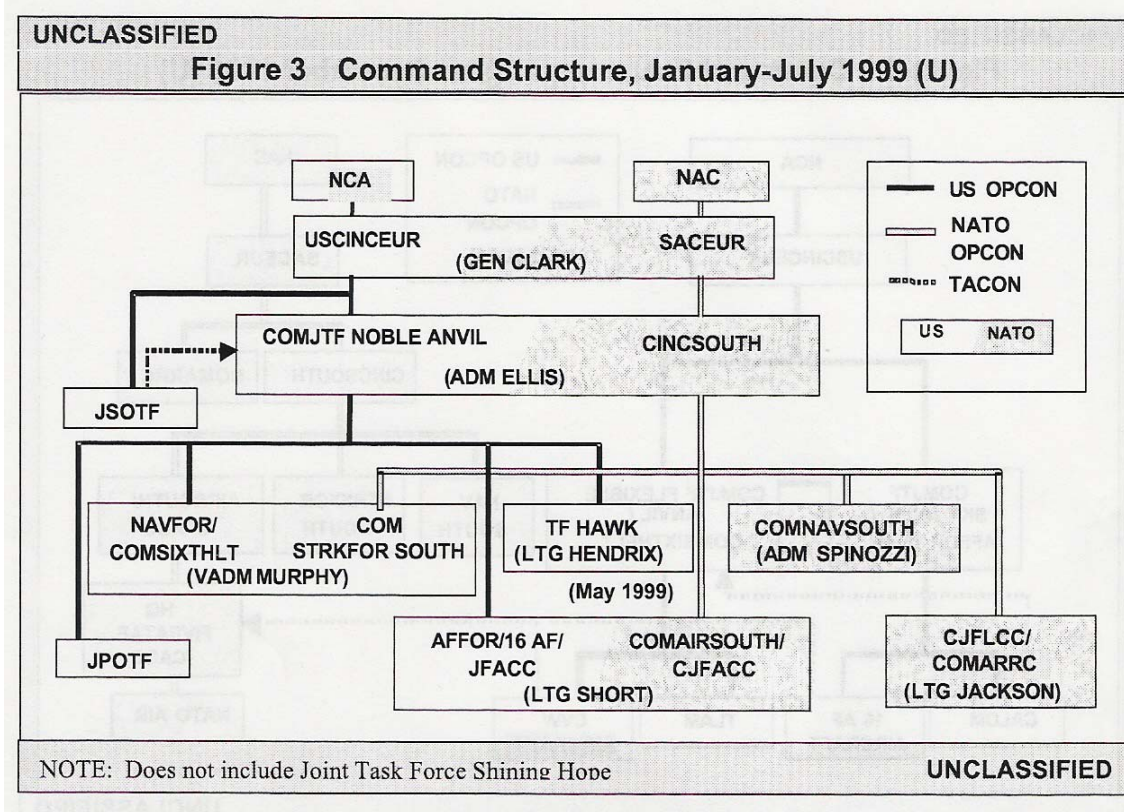 UNCLASSIFIED
Figure 3 Command Structure, January-July 1999 (U)
NCA
NAC
US OPCON
NATO
OPCON
TACON
US NATO
USCINCEUR
SACEUR
(GEN CLARK)
COMJTF NOBLE ANVIL
CINCSOUTH
(ADM ELLIS)
JSOTF
NAVFOR/
COMSIXTHLT
COM
STRKFOR SOUTH
(VADM MURPHY)
TF HAWK
(LTG HENDRIX)
(May 1999)
COMNAVSOUTH
(ADM SPINOZZI)
JPOTF
AFFOR/16 AF/
JFACC
COMAIRSOUTH/
CJFACC
(LTG SHORT)
CJFLCC/
COMARRC
(LTG JACKSON)
NOTE: Does not include Joint Task Force Shining Hope
UNCLASSIFIED